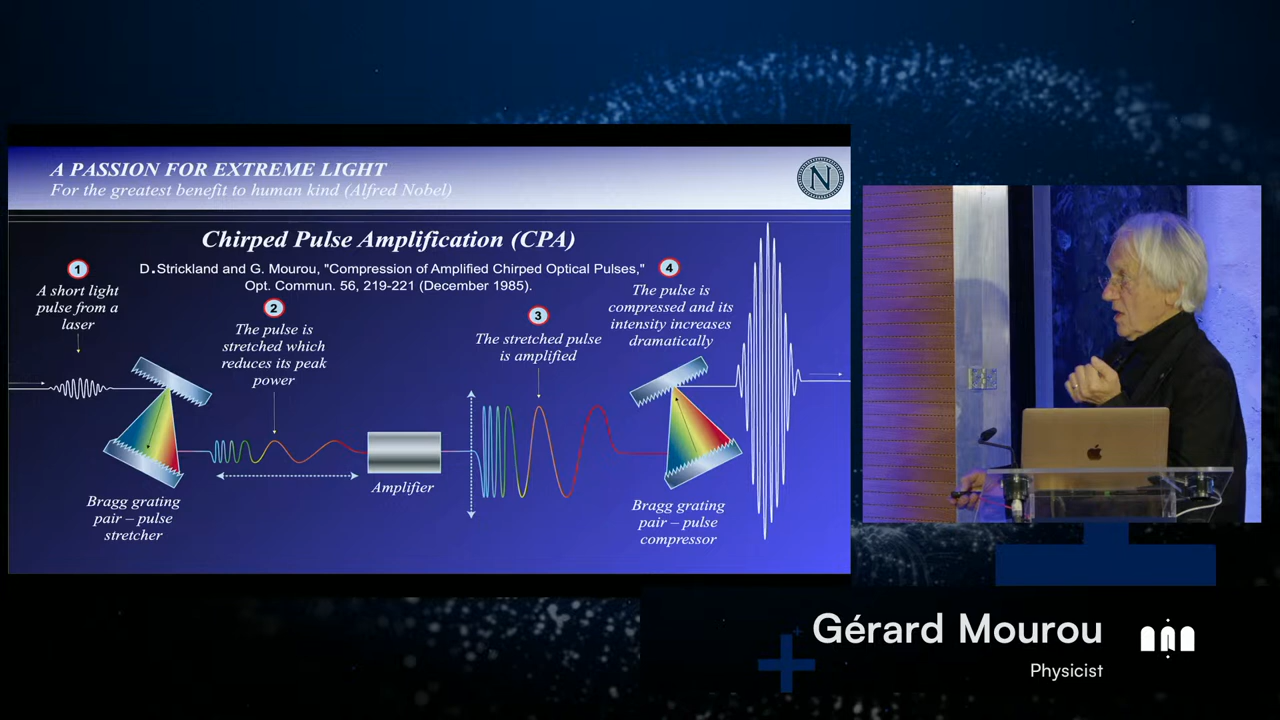 A PASSION FOR EXTREME LIGHT
For the greatest benefit to human kind (Alfred Nobel)
N
Chirped Pulse Amplification (CPA)
D.Strickland and G. Mourou, "Compression of Amplified Chirped Optical Pulses,"
Opt. Commun. 56, 219-221 (December 1985).
1
A short light
pulse from a
laser
2
The pulse is
stretched which
reduces its peak
power
3
The stretched pulse
is amplified
4
The pulse is
compressed and its
intensity increases
dramatically
Bragg grating
pair – pulse
stretcher
Amplifier
Bragg grating
pair – pulse
compressor
Gérard Mourou
Physicist